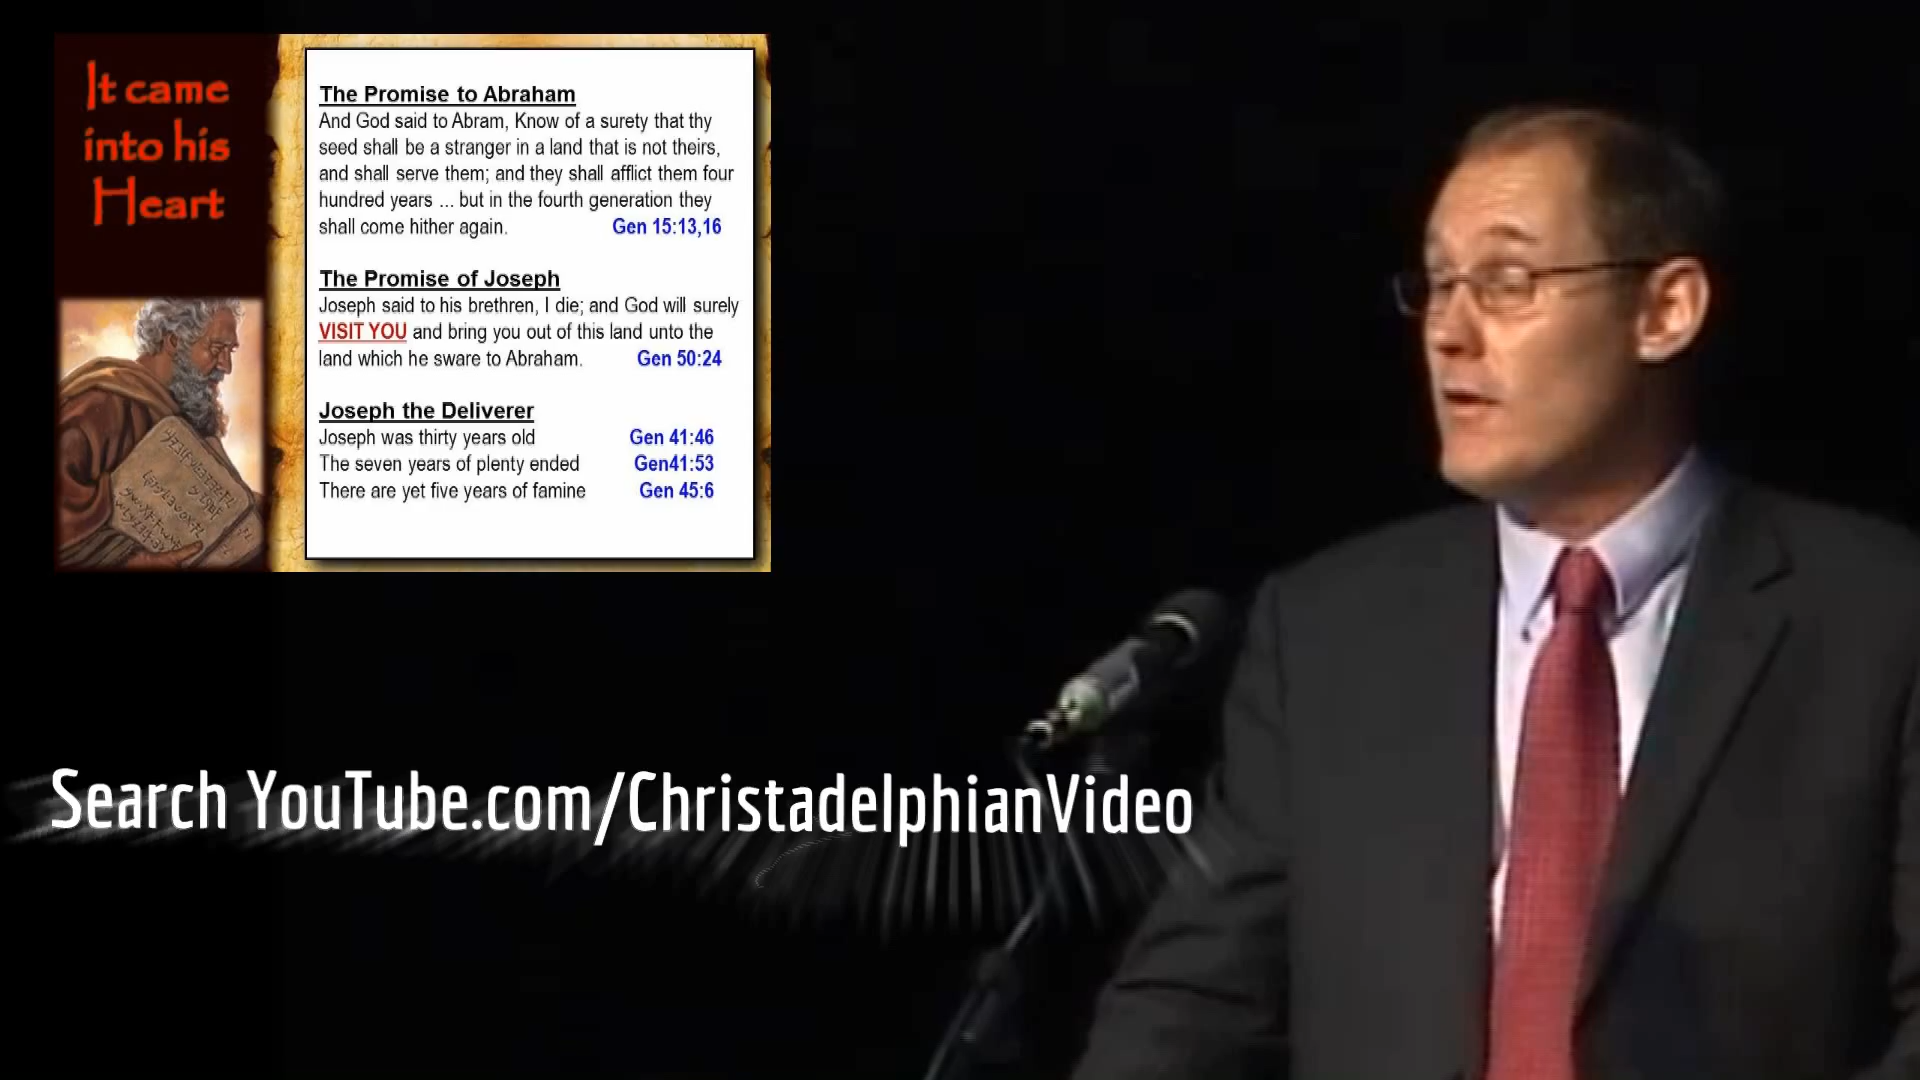 It came
into his
Heart
The Promise to Abraham
And God said to Abram, Know of a surety that thy
seed shall be a stranger in a land that is not theirs,
and shall serve them; and they shall afflict them four
hundred years ... but in the fourth generation they
shall come hither again. Gen 15:13,16
The Promise of Joseph
Joseph said to his brethren, I die; and God will surely
VISIT YOU and bring you out of this land unto the
land which he sware to Abraham. Gen 50:24
Joseph the Deliverer
Joseph was thirty years old Gen 41:46
The seven years of plenty ended Gen41:53
There are yet five years of famine Gen 45:6
Search YouTube.com/ChristadelphianVideo